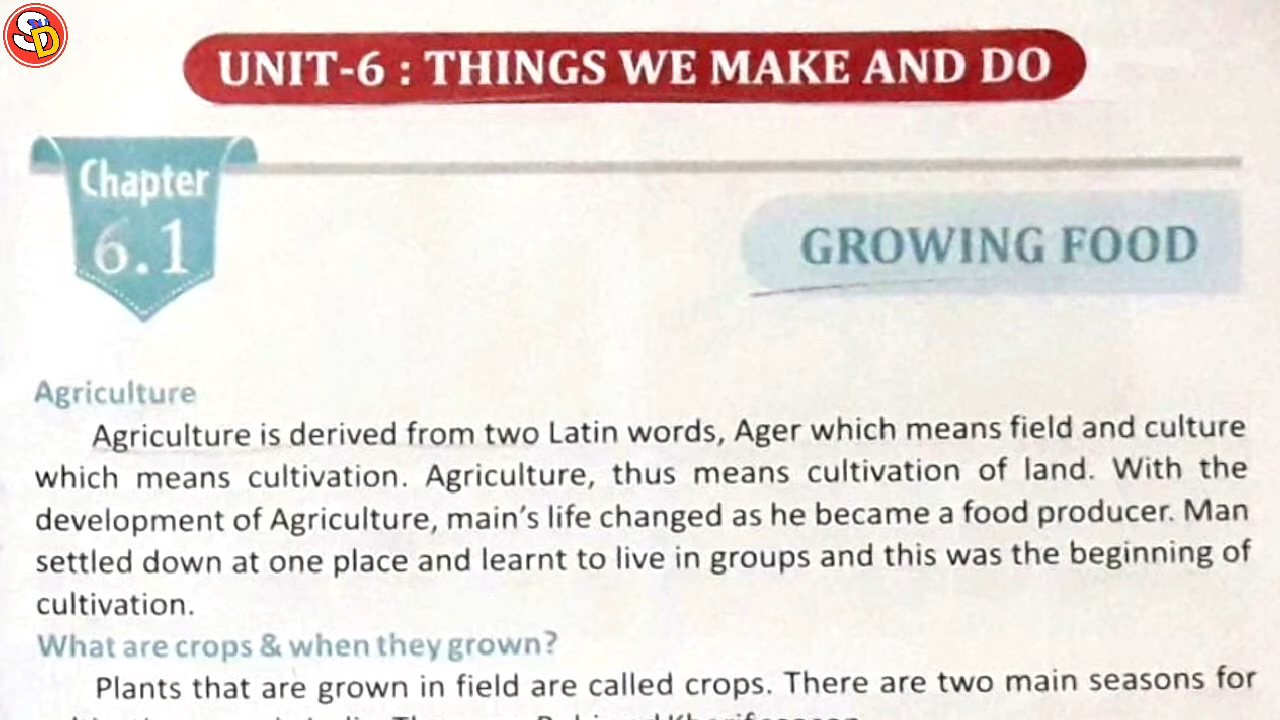 SD
UNIT-6 : THINGS WE MAKE AND DO
Chapter
6.1
GROWING FOOD
Agriculture
Agriculture is derived from two Latin words, Ager which means field and culture
which means cultivation. Agriculture, thus means cultivation of land. With the
development of Agriculture, main's life changed as he became a food producer. Man
settled down at one place and learnt to live in groups and this was the beginning of
cultivation.
What are crops & when they grown?
Plants that are grown in field are called crops. There are two main seasons for